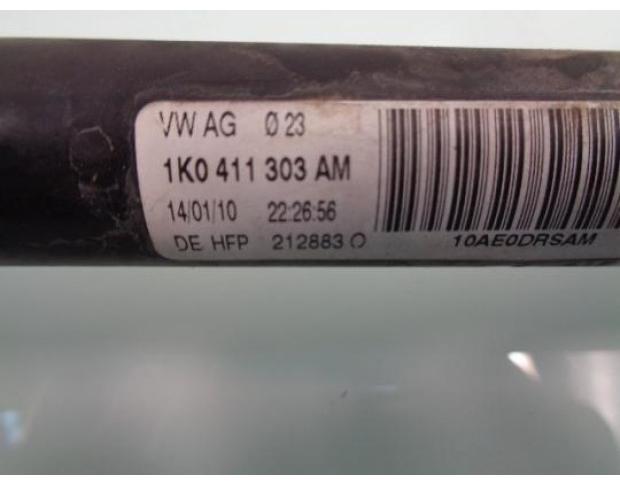 VW AG Ø 23
1K0 411 303 AM
14/01/10 22:26:56
DE HFP 212883 O
10AE0DRSAM